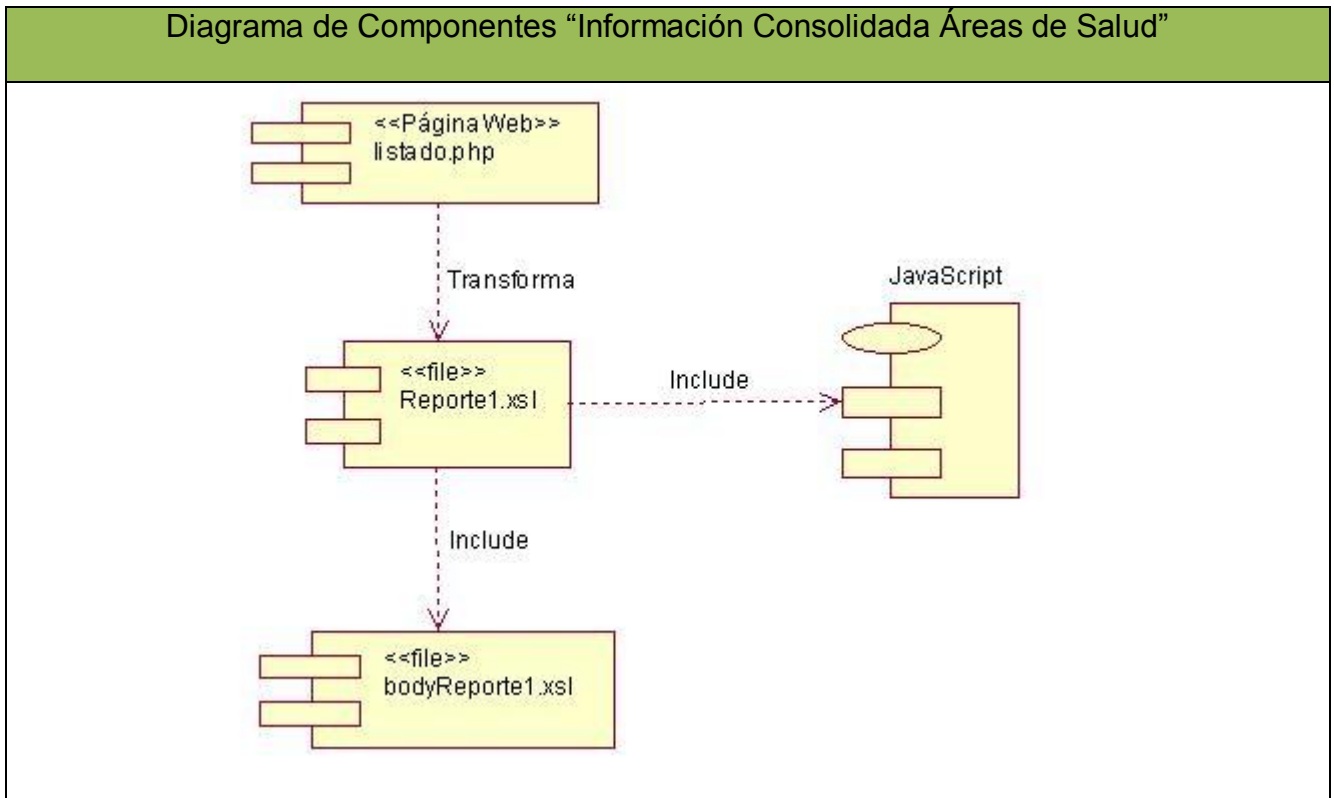 Diagrama de Componentes “Información Consolidada Áreas de Salud”
<<Página Web>>
listado.php
Transforma
JavaScript
<<file>>
Reporte1.xsl
Include
Include
<<file>>
bodyReporte1.xsl